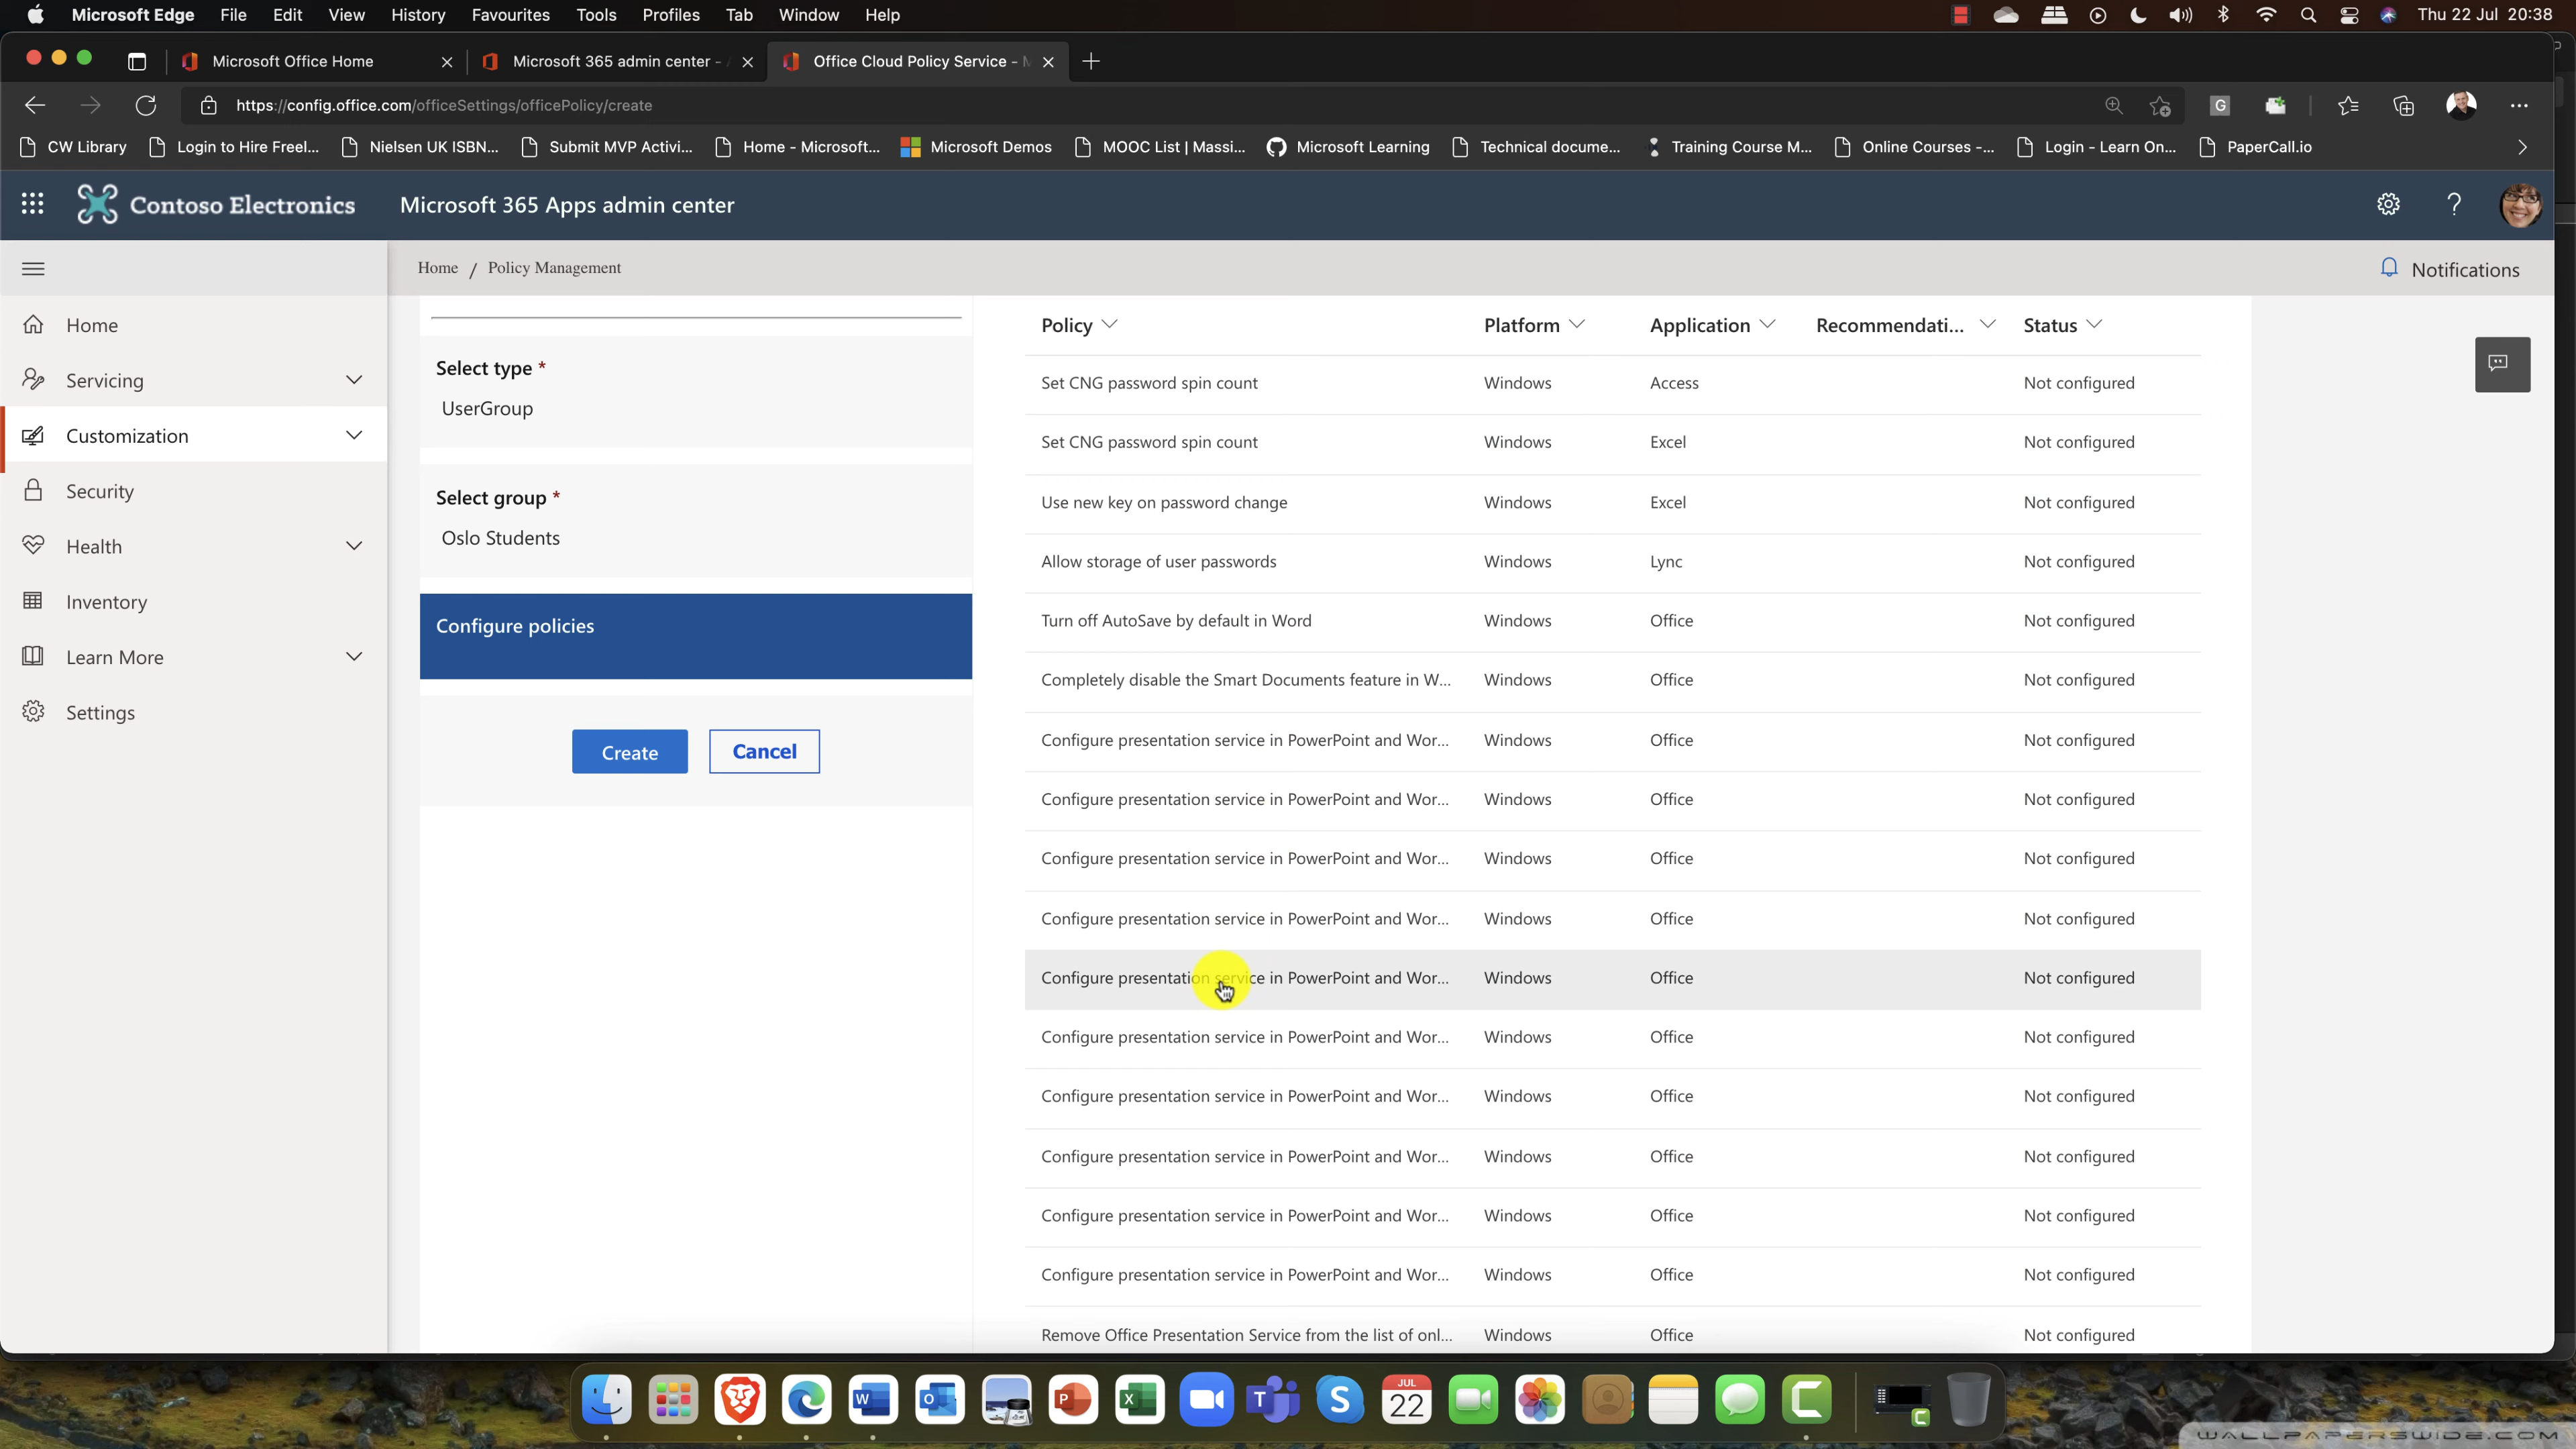 Microsoft Edge File Edit View History Favourites Tools Profiles Tab Window Help Thu 22 Jul 20:38
Microsoft Office Home Microsoft 365 admin center - Office Cloud Policy Service -
https://config.office.com/officeSettings/officePolicy/create G
CW Library Login to Hire Freel... Nielsen UK ISBN... Submit MVP Activi... Home - Microsoft... Microsoft Demos MOOC List | Massi... Microsoft Learning Technical docume... Training Course M... Online Courses -... Login - Learn On... PaperCall.io
Contoso Electronics Microsoft 365 Apps admin center ?
Home / Policy Management Notifications
Home
Servicing
Customization
Security
Health
Inventory
Learn More
Settings
Select type *
UserGroup
Select group *
Oslo Students
Configure policies
Create Cancel
Policy Platform Application Recommendati... Status
Set CNG password spin count Windows Access Not configured
Set CNG password spin count Windows Excel Not configured
Use new key on password change Windows Excel Not configured
Allow storage of user passwords Windows Lync Not configured
Turn off AutoSave by default in Word Windows Office Not configured
Completely disable the Smart Documents feature in W... Windows Office Not configured
Configure presentation service in PowerPoint and Wor... Windows Office Not configured
Configure presentation service in PowerPoint and Wor... Windows Office Not configured
Configure presentation service in PowerPoint and Wor... Windows Office Not configured
Configure presentation service in PowerPoint and Wor... Windows Office Not configured
Configure presentation service in PowerPoint and Wor... Windows Office Not configured
Configure presentation service in PowerPoint and Wor... Windows Office Not configured
Configure presentation service in PowerPoint and Wor... Windows Office Not configured
Configure presentation service in PowerPoint and Wor... Windows Office Not configured
Configure presentation service in PowerPoint and Wor... Windows Office Not configured
Configure presentation service in PowerPoint and Wor... Windows Office Not configured
Remove Office Presentation Service from the list of onl... Windows Office Not configured
W O P X T S JUL 22 C C
WALLPAPERSWIDE.COM